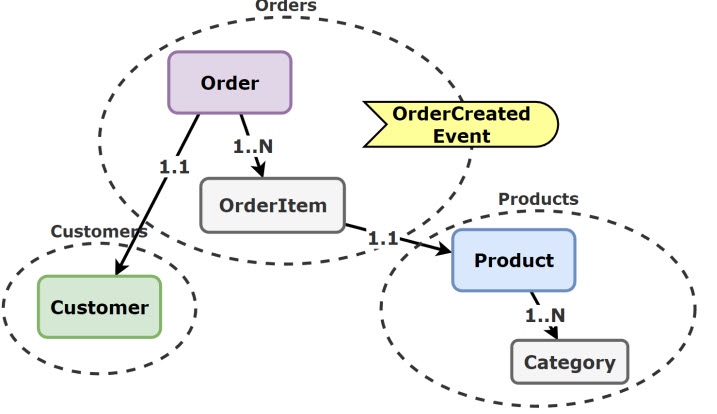 Orders
Order
OrderCreated
Event
1..N
1.1
OrderItem
Products
Customers
1.1
Product
Customer
1..N
Category